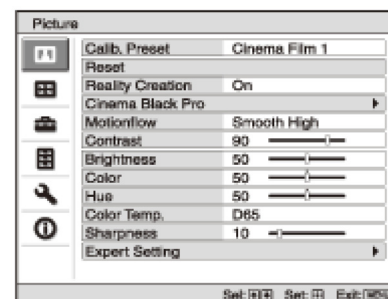 Picture
Calib. Preset Cinema Film 1
Reset
Reality Creation On
Cinema Black Pro
Motionflow Smooth High
Contrast 90
Brightness 50
Color 50
Hue 50
Color Temp. D65
Sharpness 10
Expert Setting
Sel: Set: Exit: